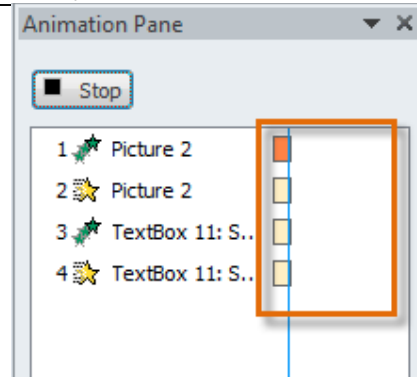 Animation Pane
Stop
1 Picture 2
2 Picture 2
3 TextBox 11: S..
4 TextBox 11: S..